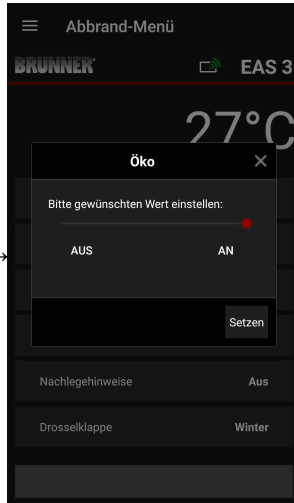 Abbrand-Menü
BRUNNER
EAS 3
27°C
Öko
Bitte gewünschten Wert einstellen:
AUS AN
Setzen
Nachlegehinweise Aus
Drosselklappe Winter